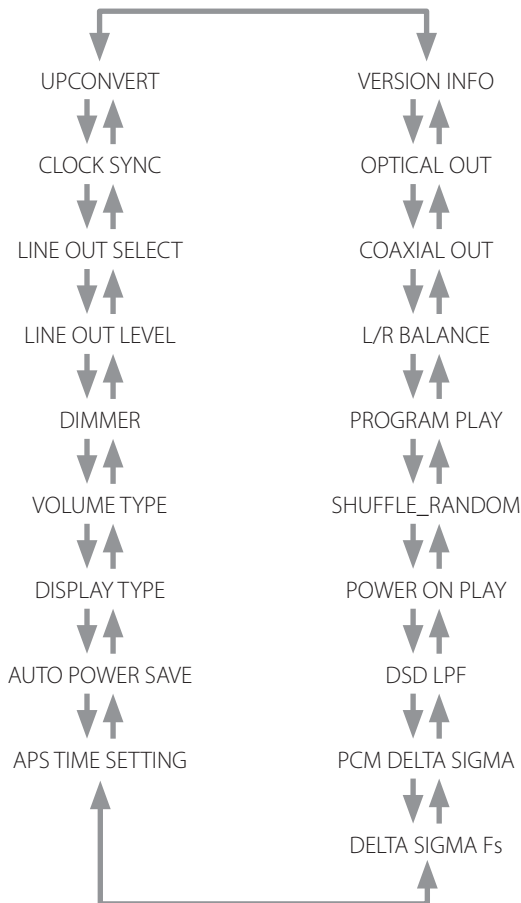 UPCONVERT
CLOCK SYNC
LINE OUT SELECT
LINE OUT LEVEL
DIMMER
VOLUME TYPE
DISPLAY TYPE
AUTO POWER SAVE
APS TIME SETTING
VERSION INFO
OPTICAL OUT
COAXIAL OUT
L/R BALANCE
PROGRAM PLAY
SHUFFLE_RANDOM
POWER ON PLAY
DSD LPF
PCM DELTA SIGMA
DELTA SIGMA Fs